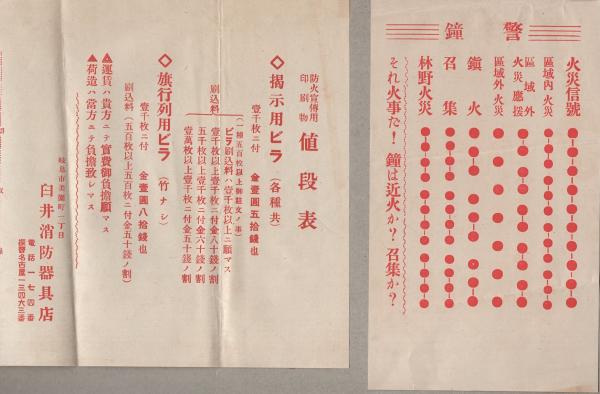 警鐘
火災信號
區域內火災
區域外
火災應援
區域外火災
鎭火
召集
林野火災
それ火事だ!鐘は近火か?召集か?
防火宣傳用
印刷物
値段表
◇掲示用ビラ(各種共)
壹千枚ニ付 金壹圓五拾錢也
(一種五百枚以上御註文ノ事)
ビラ刷込料ハ壹千枚以上ニ願マス
刷込料
壹千枚以上壹千枚ニ付金八十錢ノ割
五千枚以上壹千枚ニ付金六十錢ノ割
壹萬枚以上壹千枚ニ付金五十錢ノ割
◇旗行列用ビラ(竹ナシ)
壹千枚ニ付 金壹圓八拾錢也
刷込料(五百枚以上五百枚ニ付金五十錢ノ割)
▲運賃ハ貴方ニテ實費御負擔願マス
▲荷造ハ當方ニテ負擔致シマス
岐阜市美園町一丁目
臼井消防器具店
電話一七四番
振替名古屋一三四六三番